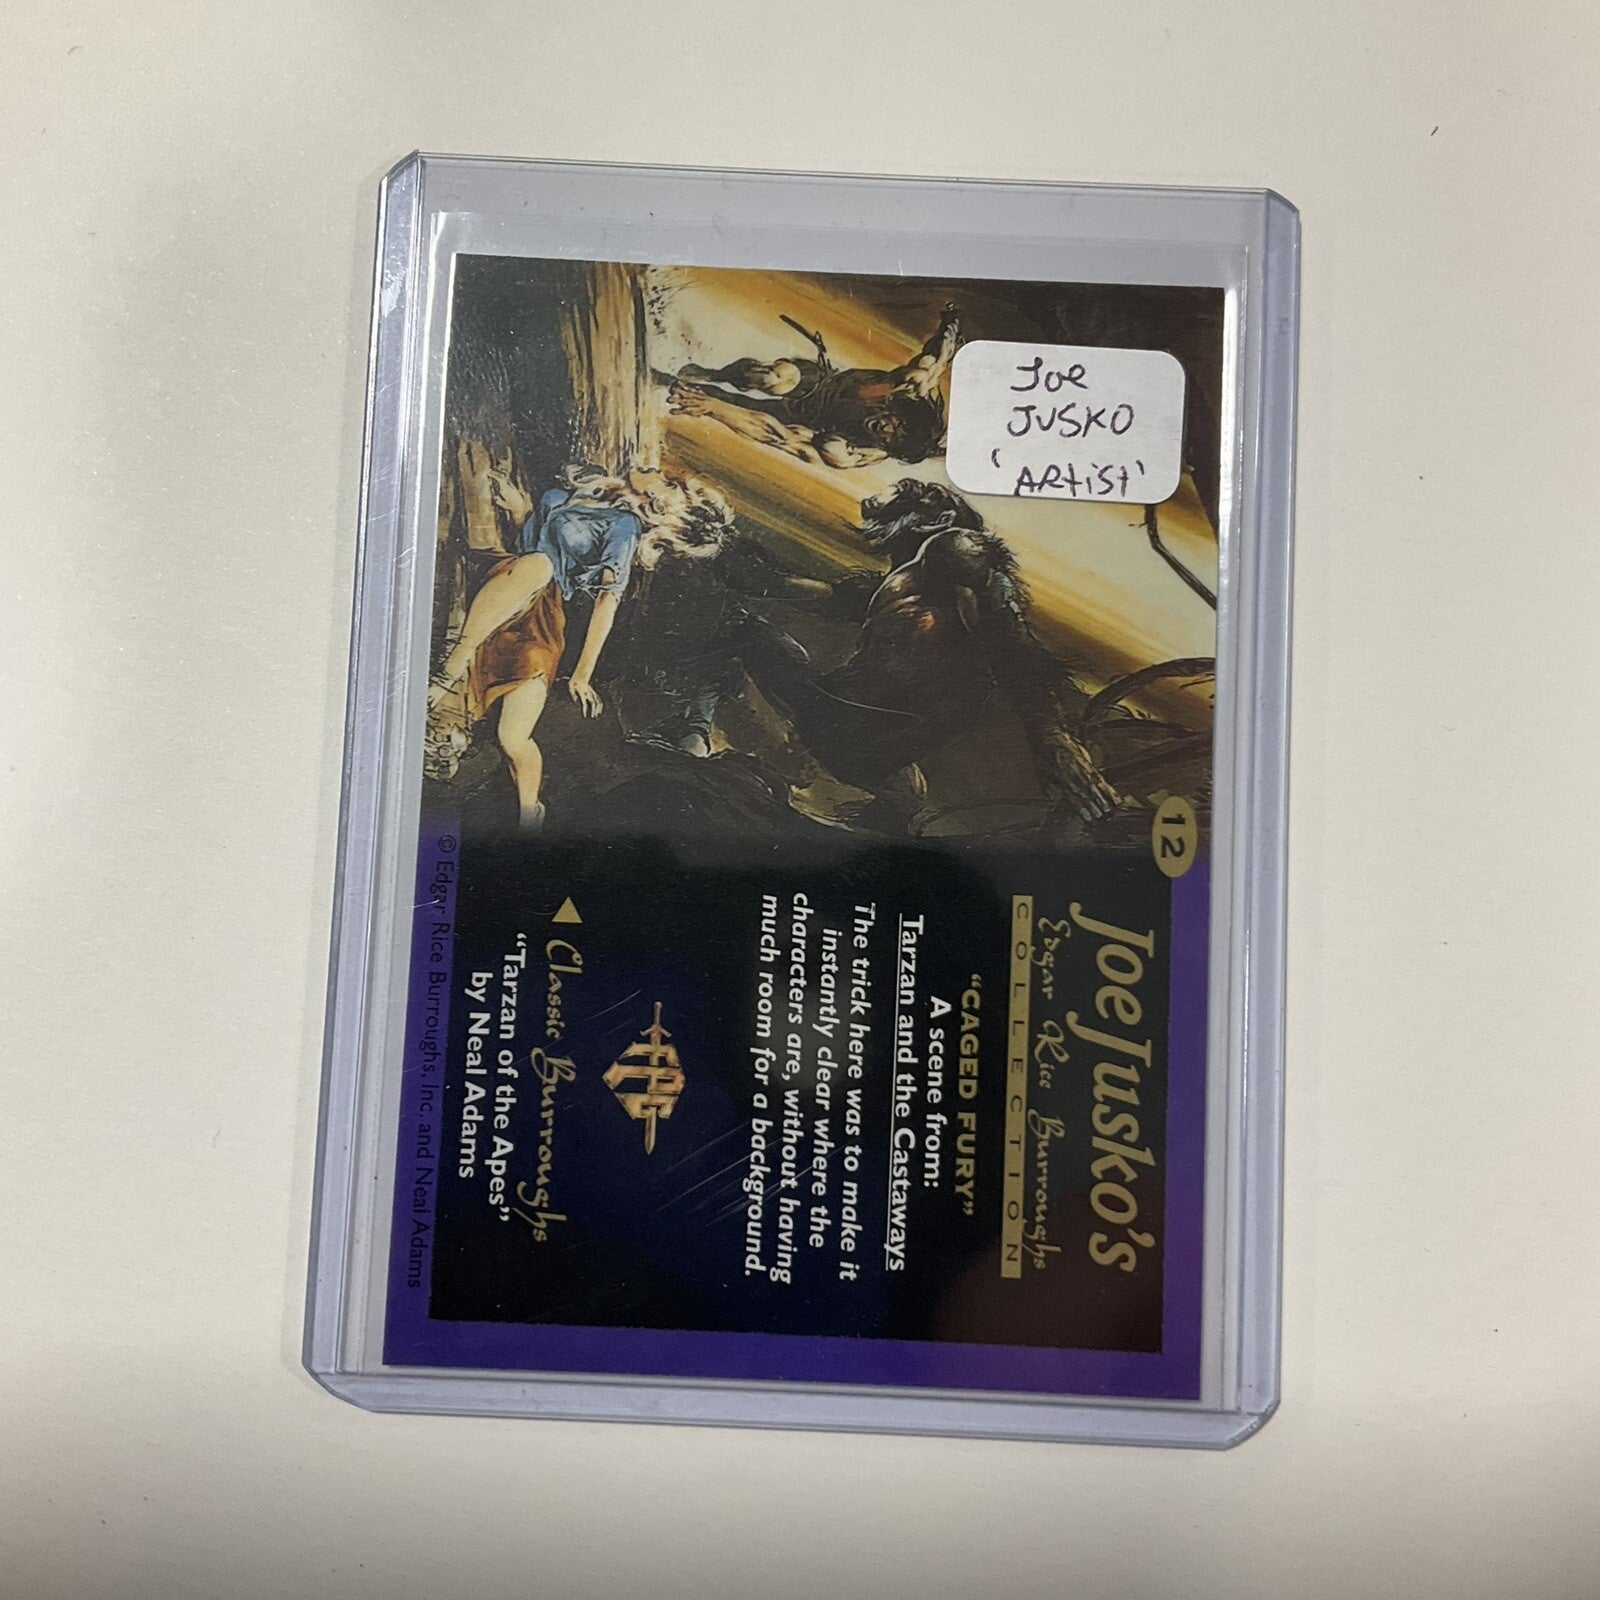 Joe
JUSKO
'ARtiSt'
12
Joe Jusko's
Edgar Rice Burroughs
COLLECTION
"CAGED FURY"
A scene from:
Tarzan and the Castaways
The trick here was to make it
instantly clear where the
characters are, without having
much room for a background.
Classic Burroughs
"Tarzan of the Apes"
by Neal Adams
© Edgar Rice Burroughs, Inc. and Neal Adams